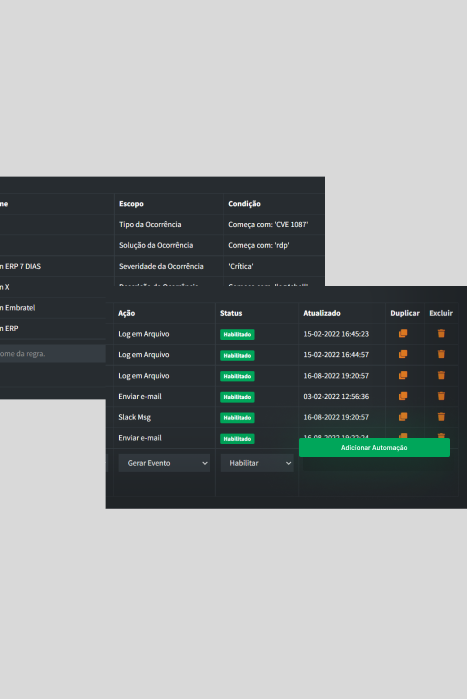 me Escopo Condição
Tipo da Ocorrência Começa com: 'CVE 1087'
Solução da Ocorrência Começa com: 'rdp'
n ERP 7 DIAS Severidade da Ocorrência 'Crítica'
n X
n Embratel
n ERP
ome da regra.
Ação Status Atualizado Duplicar Excluir
Log em Arquivo Habilitado 15-02-2022 16:45:23
Log em Arquivo Habilitado 15-02-2022 16:44:57
Log em Arquivo Habilitado 16-08-2022 19:20:57
Enviar e-mail Habilitado 03-02-2022 12:56:36
Slack Msg Habilitado 16-08-2022 19:20:57
Enviar e-mail Habilitado
Adicionar Automação
Gerar Evento Habilitar